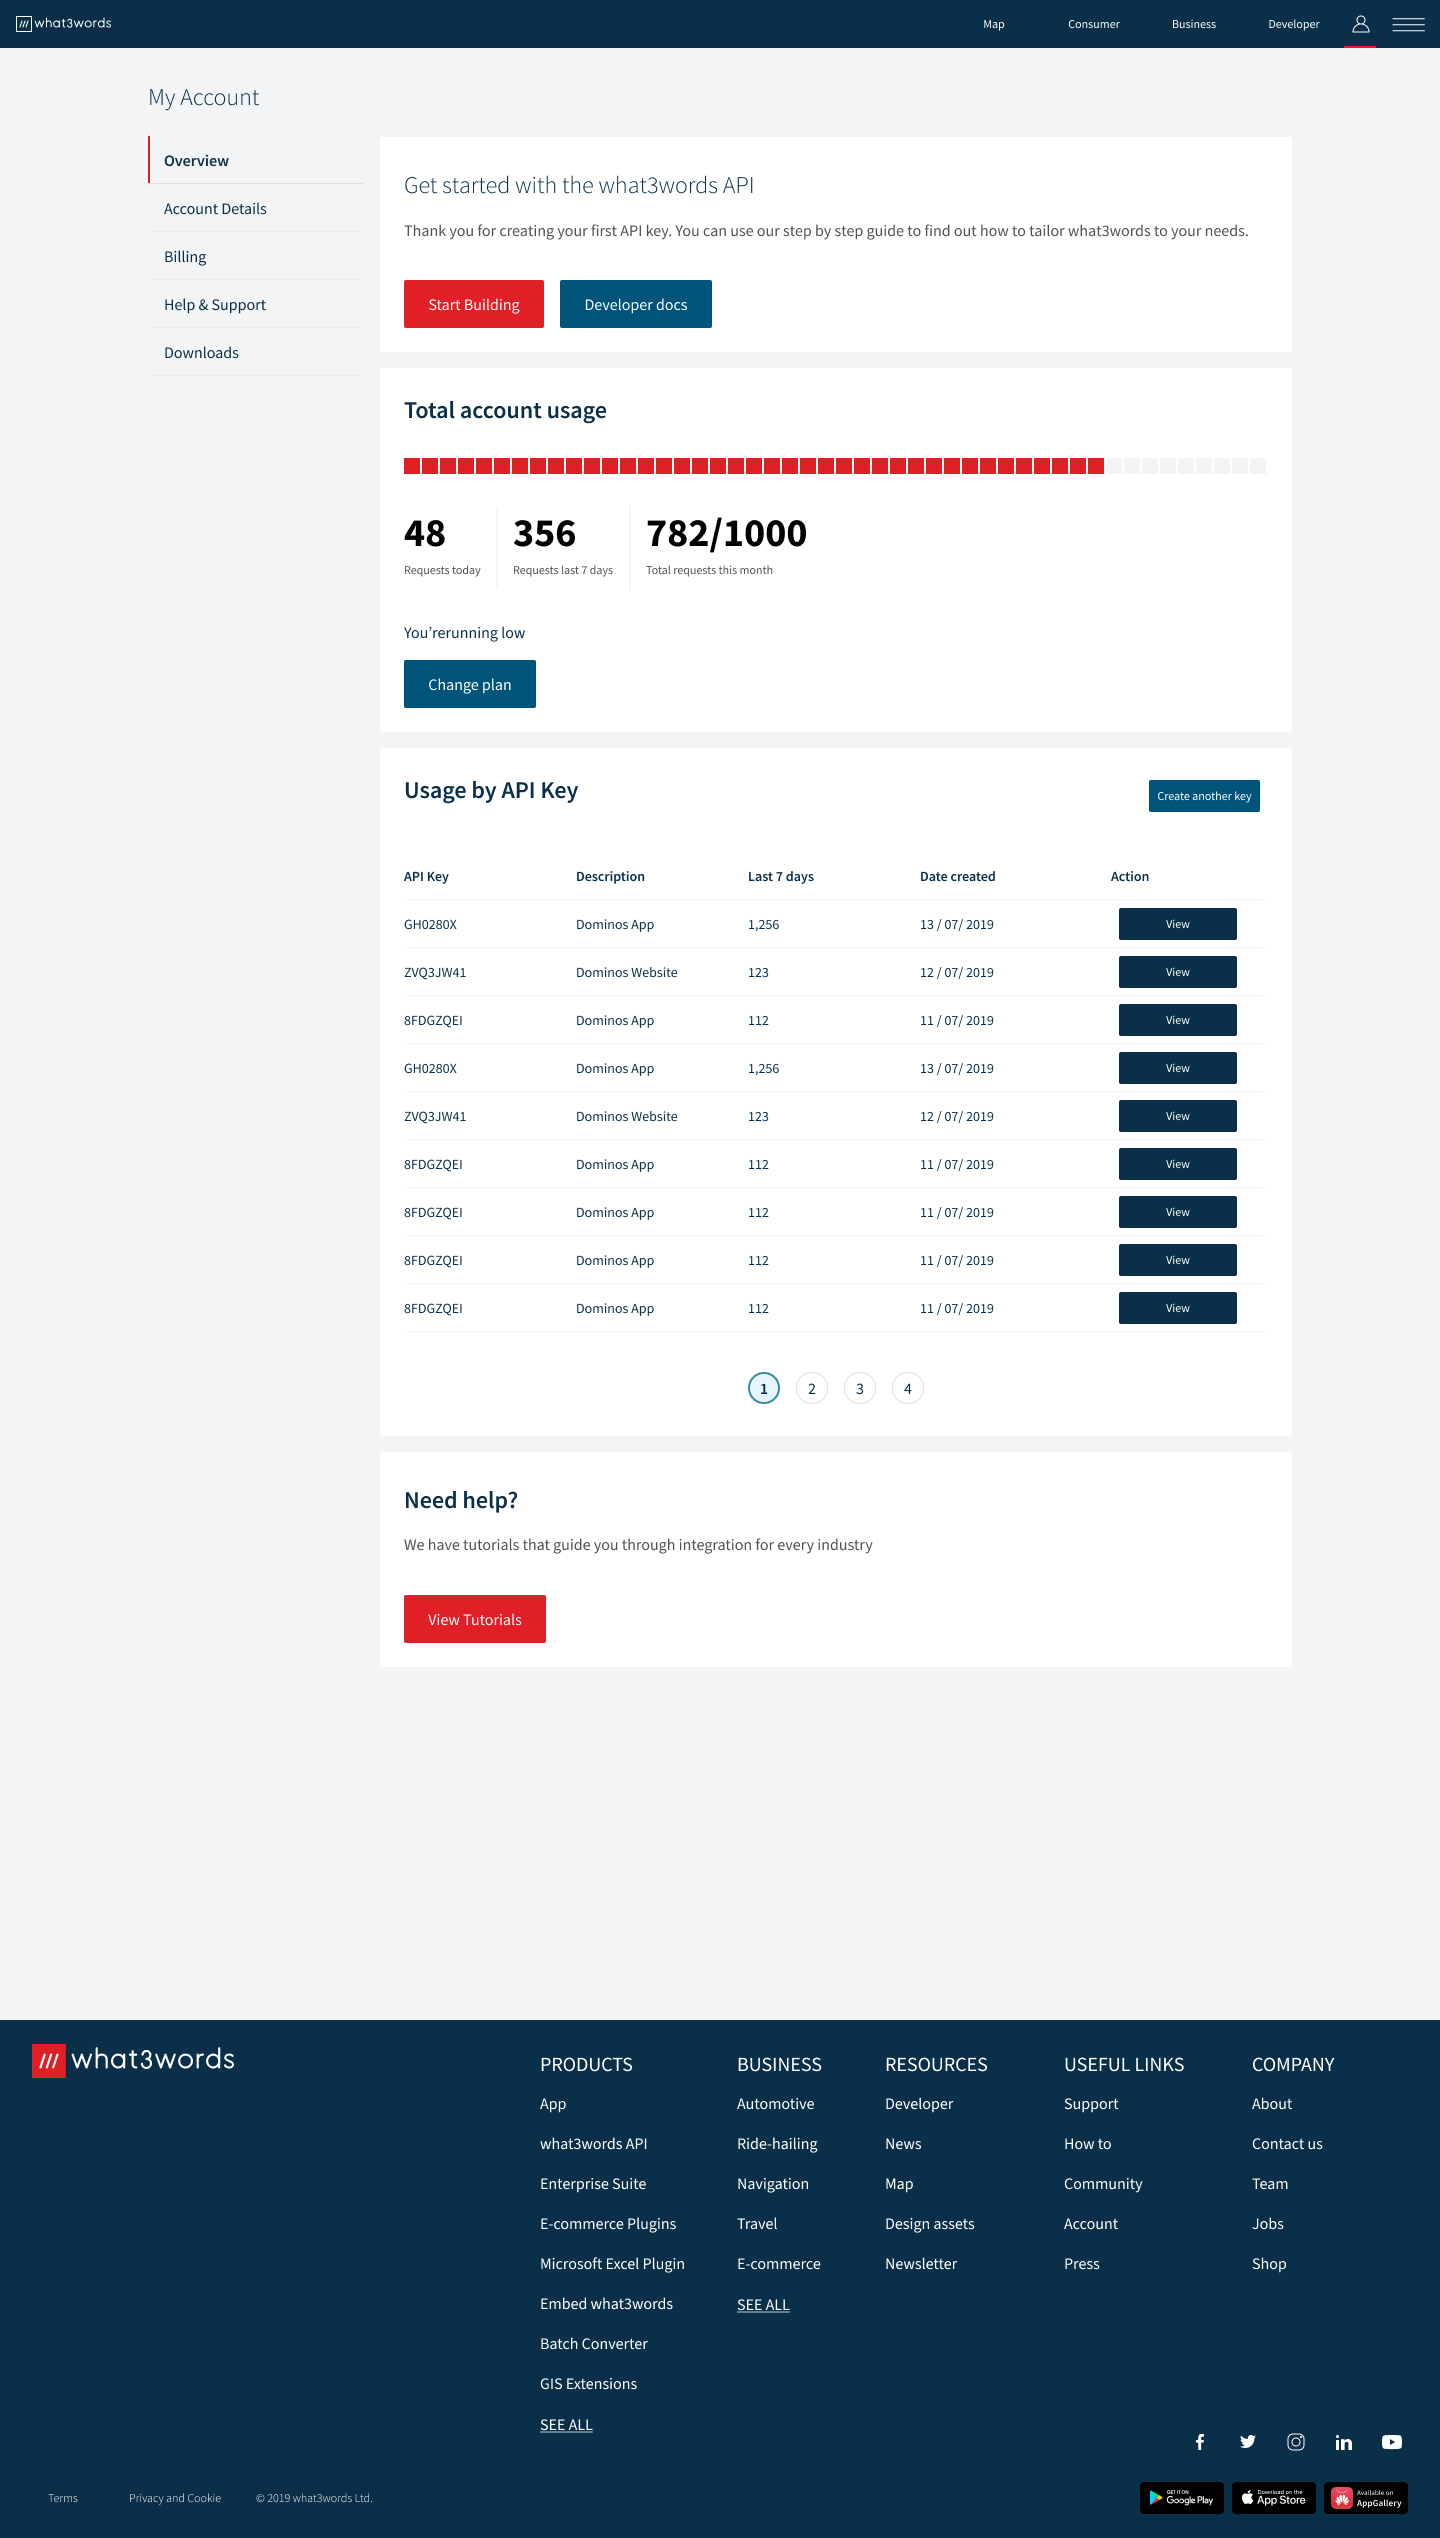 what3words
Map Consumer Business Developer
My Account
Overview
Account Details
Billing
Help & Support
Downloads
Get started with the what3words API
Thank you for creating your first API key. You can use our step by step guide to find out how to tailor what3words to your needs.
Start Building Developer docs
Total account usage
48 356 782/1000
Requests today Requests last 7 days Total requests this month
You’rerunning low
Change plan
Usage by API Key
Create another key
API Key Description Last 7 days Date created Action
GH0280X Dominos App 1,256 13 / 07/ 2019 View
ZVQ3JW41 Dominos Website 123 12 / 07/ 2019 View
8FDGZQEI Dominos App 112 11 / 07/ 2019 View
GH0280X Dominos App 1,256 13 / 07/ 2019 View
ZVQ3JW41 Dominos Website 123 12 / 07/ 2019 View
8FDGZQEI Dominos App 112 11 / 07/ 2019 View
8FDGZQEI Dominos App 112 11 / 07/ 2019 View
8FDGZQEI Dominos App 112 11 / 07/ 2019 View
8FDGZQEI Dominos App 112 11 / 07/ 2019 View
1 2 3 4
Need help?
We have tutorials that guide you through integration for every industry
View Tutorials
what3words
PRODUCTS
App
what3words API
Enterprise Suite
E-commerce Plugins
Microsoft Excel Plugin
Embed what3words
Batch Converter
GIS Extensions
SEE ALL
BUSINESS
Automotive
Ride-hailing
Navigation
Travel
E-commerce
SEE ALL
RESOURCES
Developer
News
Map
Design assets
Newsletter
USEFUL LINKS
Support
How to
Community
Account
Press
COMPANY
About
Contact us
Team
Jobs
Shop
Terms Privacy and Cookie © 2019 what3words Ltd.
GET IT ON
Google Play
Download on the
App Store
Available on
AppGallery